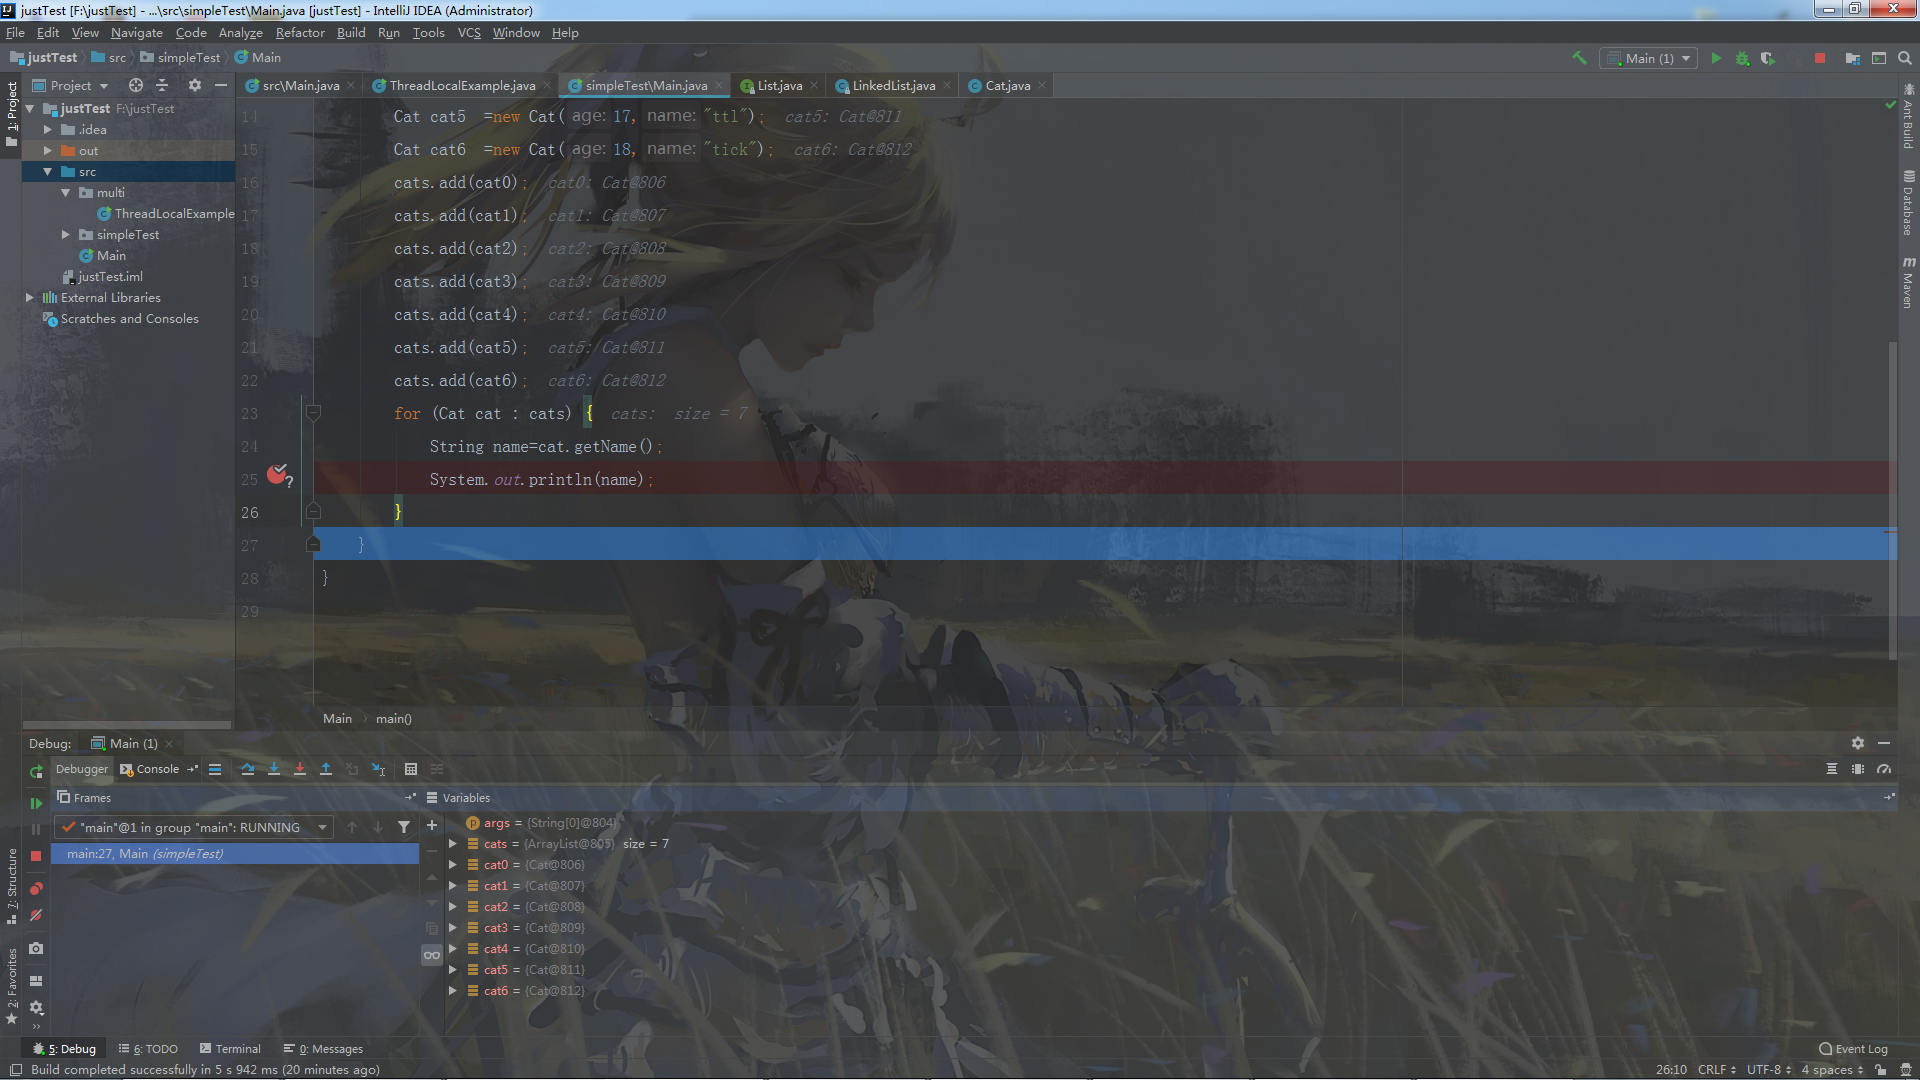 justTest [F:\justTest] - ...\src\simpleTest\Main.java [justTest] - IntelliJ IDEA (Administrator)
File Edit View Navigate Code Analyze Refactor Build Run Tools VCS Window Help
justTest src simpleTest Main
Main (1)
1: Project
Project
src\Main.java ThreadLocalExample.java simpleTest\Main.java List.java LinkedList.java Cat.java
justTest F:\justTest
.idea
out
src
multi
ThreadLocalExample
simpleTest
Main
justTest.iml
External Libraries
Scratches and Consoles
14 Cat cat5 =new Cat( age: 17, name: "ttl"); cat5: Cat@811
15 Cat cat6 =new Cat( age: 18, name: "tick"); cat6: Cat@812
16 cats.add(cat0); cat0: Cat@806
17 cats.add(cat1); cat1: Cat@807
18 cats.add(cat2); cat2: Cat@808
19 cats.add(cat3); cat3: Cat@809
20 cats.add(cat4); cat4: Cat@810
21 cats.add(cat5); cat5: Cat@811
22 cats.add(cat6); cat6: Cat@812
23 for (Cat cat : cats) { cats: size = 7
24 String name=cat.getName();
25 System.out.println(name);
26 }
27 }
28 }
29
Ant Build
Database
Maven
Main main()
Debug: Main (1)
Debugger Console
Frames
Variables
"main"@1 in group "main": RUNNING
main:27, Main (simpleTest)
args = {String[0]@804}
cats = {ArrayList@805} size = 7
cat0 = {Cat@806}
cat1 = {Cat@807}
cat2 = {Cat@808}
cat3 = {Cat@809}
cat4 = {Cat@810}
cat5 = {Cat@811}
cat6 = {Cat@812}
7: Structure
2: Favorites
5: Debug 6: TODO Terminal 0: Messages
Event Log
Build completed successfully in 5 s 942 ms (20 minutes ago)
26:10 CRLF UTF-8 4 spaces